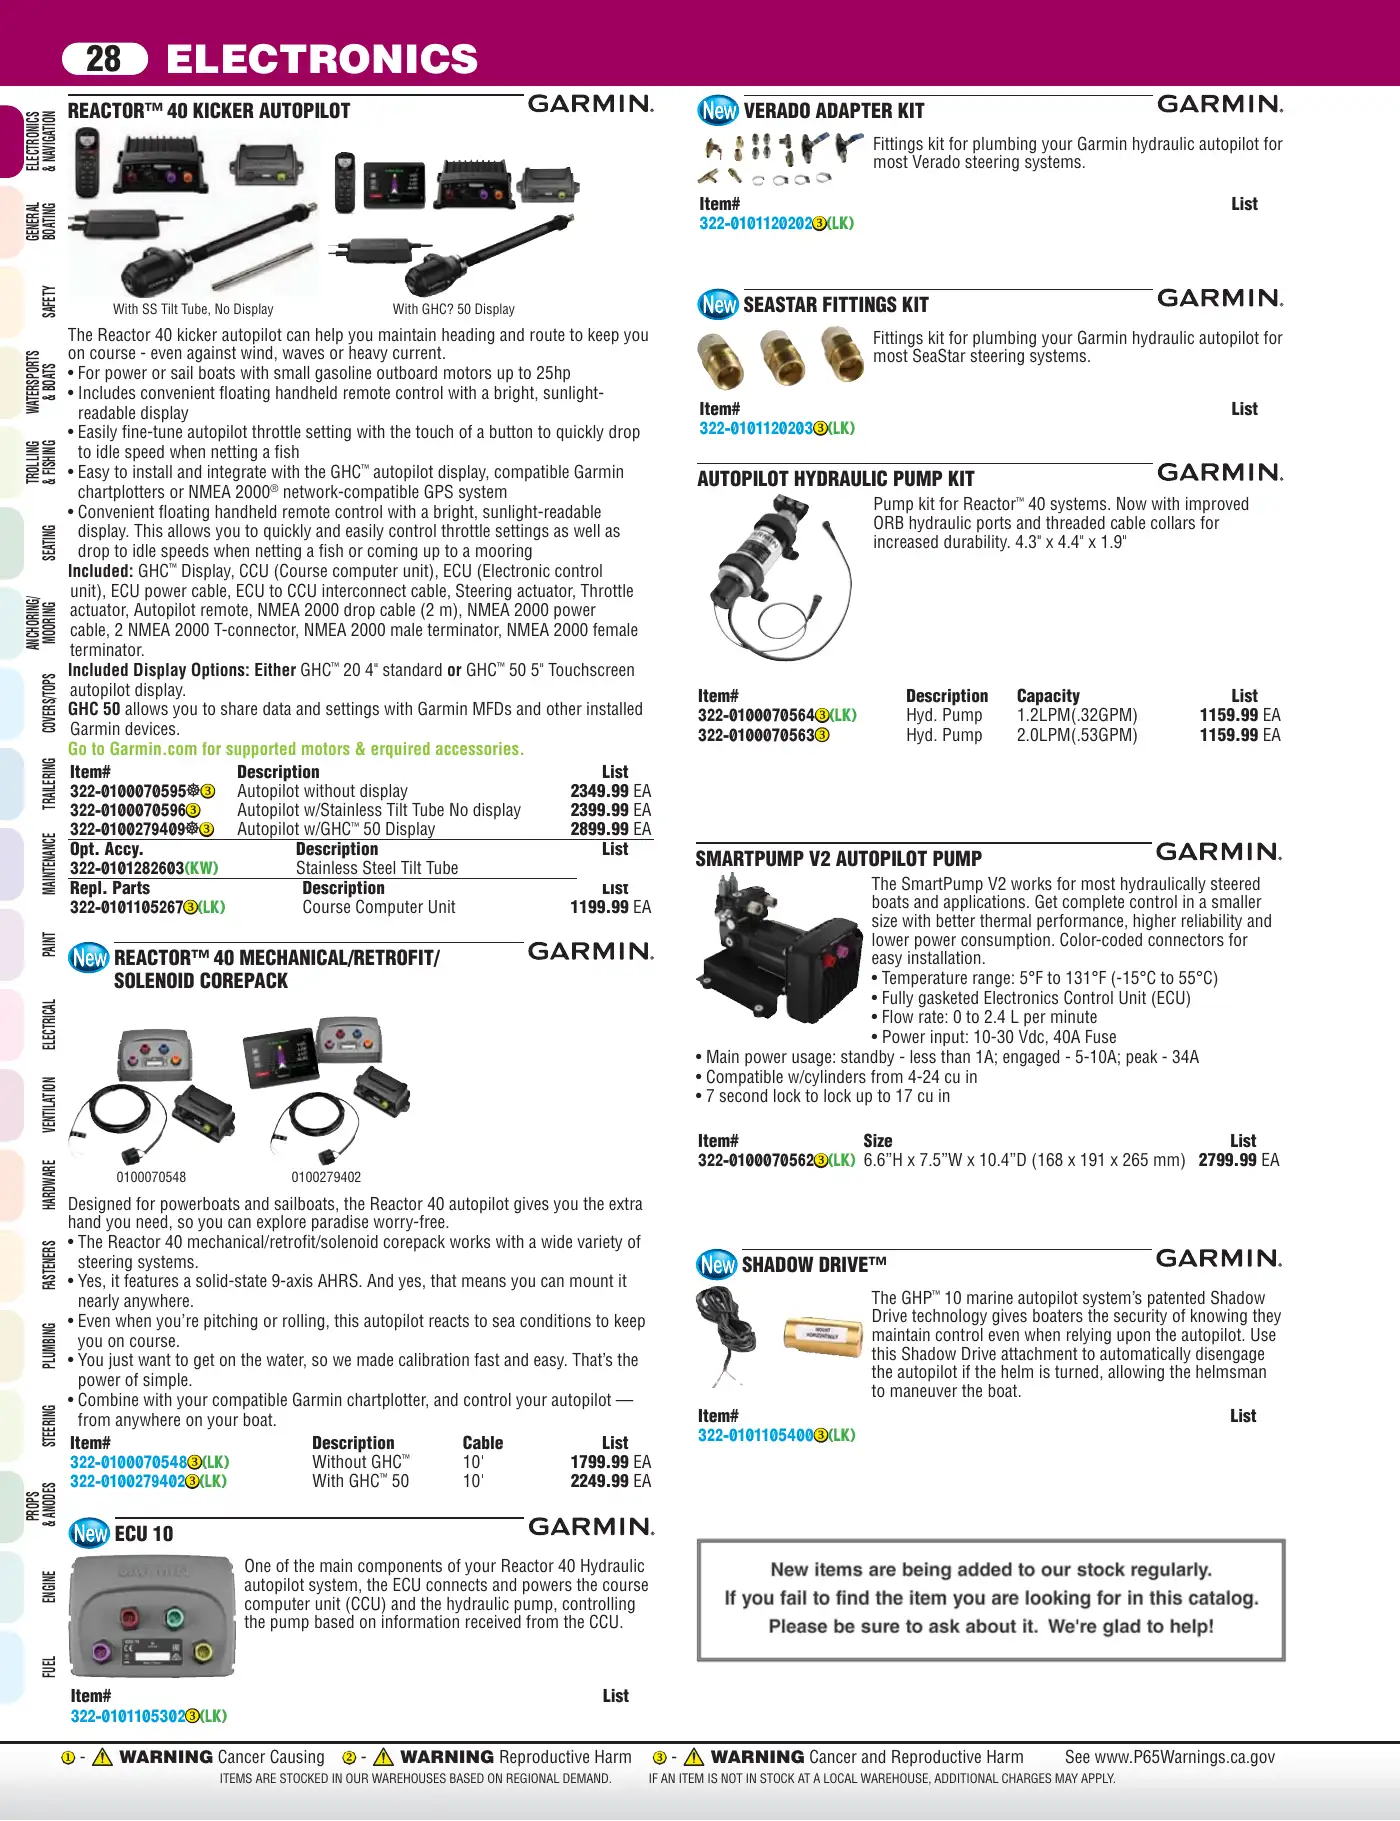 28 ELECTRONICS
ELECTRONICS
& NAVIGATION
GENERAL
BOATING
SAFETY
WATERSPORTS
& BOATS
TROLLING
& FISHING
SEATING
ANCHORING/
MOORING
COVERS/TOPS
TRAILERING
MAINTENANCE
PAINT
ELECTRICAL
VENTILATION
HARDWARE
FASTENERS
PLUMBING
STEERING
PROPS
& ANODES
ENGINE
FUEL
REACTOR™ 40 KICKER AUTOPILOT
GARMIN.
With SS Tilt Tube, No Display With GHC? 50 Display
The Reactor 40 kicker autopilot can help you maintain heading and route to keep you
on course - even against wind, waves or heavy current.
• For power or sail boats with small gasoline outboard motors up to 25hp
• Includes convenient floating handheld remote control with a bright, sunlight-
readable display
• Easily fine-tune autopilot throttle setting with the touch of a button to quickly drop
to idle speed when netting a fish
• Easy to install and integrate with the GHC™ autopilot display, compatible Garmin
chartplotters or NMEA 2000® network-compatible GPS system
• Convenient floating handheld remote control with a bright, sunlight-readable
display. This allows you to quickly and easily control throttle settings as well as
drop to idle speeds when netting a fish or coming up to a mooring
Included: GHC™ Display, CCU (Course computer unit), ECU (Electronic control
unit), ECU power cable, ECU to CCU interconnect cable, Steering actuator, Throttle
actuator, Autopilot remote, NMEA 2000 drop cable (2 m), NMEA 2000 power
cable, 2 NMEA 2000 T-connector, NMEA 2000 male terminator, NMEA 2000 female
terminator.
Included Display Options: Either GHC™ 20 4" standard or GHC™ 50 5" Touchscreen
autopilot display.
GHC 50 allows you to share data and settings with Garmin MFDs and other installed
Garmin devices.
Go to Garmin.com for supported motors & erquired accessories.
Item# Description List
322-0100070595 3 Autopilot without display 2349.99 EA
322-0100070596 3 Autopilot w/Stainless Tilt Tube No display 2399.99 EA
322-0100279409 3 Autopilot w/GHC™ 50 Display 2899.99 EA
Opt. Accy. Description List
322-0101282603(KW) Stainless Steel Tilt Tube
Repl. Parts Description List
322-0101105267 3 (LK) Course Computer Unit 1199.99 EA
New REACTOR™ 40 MECHANICAL/RETROFIT/
SOLENOID COREPACK
GARMIN.
0100070548 0100279402
Designed for powerboats and sailboats, the Reactor 40 autopilot gives you the extra
hand you need, so you can explore paradise worry-free.
• The Reactor 40 mechanical/retrofit/solenoid corepack works with a wide variety of
steering systems.
• Yes, it features a solid-state 9-axis AHRS. And yes, that means you can mount it
nearly anywhere.
• Even when you’re pitching or rolling, this autopilot reacts to sea conditions to keep
you on course.
• You just want to get on the water, so we made calibration fast and easy. That’s the
power of simple.
• Combine with your compatible Garmin chartplotter, and control your autopilot —
from anywhere on your boat.
Item# Description Cable List
322-0100070548 3 (LK) Without GHC™ 10' 1799.99 EA
322-0100279402 3 (LK) With GHC™ 50 10' 2249.99 EA
New ECU 10
GARMIN.
One of the main components of your Reactor 40 Hydraulic
autopilot system, the ECU connects and powers the course
computer unit (CCU) and the hydraulic pump, controlling
the pump based on information received from the CCU.
Item# List
322-0101105302 3 (LK)
New VERADO ADAPTER KIT
GARMIN.
Fittings kit for plumbing your Garmin hydraulic autopilot for
most Verado steering systems.
Item# List
322-0101120202 3 (LK)
New SEASTAR FITTINGS KIT
GARMIN.
Fittings kit for plumbing your Garmin hydraulic autopilot for
most SeaStar steering systems.
Item# List
322-0101120203 3 (LK)
AUTOPILOT HYDRAULIC PUMP KIT
GARMIN.
GARMIN
Pump kit for Reactor™ 40 systems. Now with improved
ORB hydraulic ports and threaded cable collars for
increased durability. 4.3" x 4.4" x 1.9"
Item# Description Capacity List
322-0100070564 3 (LK) Hyd. Pump 1.2LPM(.32GPM) 1159.99 EA
322-0100070563 3 Hyd. Pump 2.0LPM(.53GPM) 1159.99 EA
SMARTPUMP V2 AUTOPILOT PUMP
GARMIN.
The SmartPump V2 works for most hydraulically steered
boats and applications. Get complete control in a smaller
size with better thermal performance, higher reliability and
lower power consumption. Color-coded connectors for
easy installation.
• Temperature range: 5°F to 131°F (-15°C to 55°C)
• Fully gasketed Electronics Control Unit (ECU)
• Flow rate: 0 to 2.4 L per minute
• Power input: 10-30 Vdc, 40A Fuse
• Main power usage: standby - less than 1A; engaged - 5-10A; peak - 34A
• Compatible w/cylinders from 4-24 cu in
• 7 second lock to lock up to 17 cu in
Item# Size List
322-0100070562 3 (LK) 6.6”H x 7.5”W x 10.4”D (168 x 191 x 265 mm) 2799.99 EA
New SHADOW DRIVE™
GARMIN.
MOUNT
HORIZONTALLY
The GHP™ 10 marine autopilot system’s patented Shadow
Drive technology gives boaters the security of knowing they
maintain control even when relying upon the autopilot. Use
this Shadow Drive attachment to automatically disengage
the autopilot if the helm is turned, allowing the helmsman
to maneuver the boat.
Item# List
322-0101105400 3 (LK)
New items are being added to our stock regularly.
If you fail to find the item you are looking for in this catalog.
Please be sure to ask about it. We're glad to help!
1 - WARNING Cancer Causing 2 - WARNING Reproductive Harm 3 - WARNING Cancer and Reproductive Harm See www.P65Warnings.ca.gov
ITEMS ARE STOCKED IN OUR WAREHOUSES BASED ON REGIONAL DEMAND. IF AN ITEM IS NOT IN STOCK AT A LOCAL WAREHOUSE, ADDITIONAL CHARGES MAY APPLY.